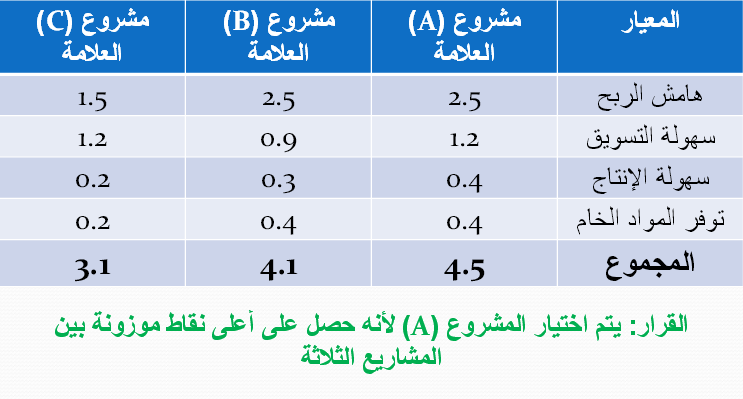 المعيار مشروع (A) العلامة مشروع (B) العلامة مشروع (C) العلامة
هامش الربح 2.5 2.5 1.5
سهولة التسويق 1.2 0.9 1.2
سهولة الإنتاج 0.4 0.3 0.2
توفر المواد الخام 0.4 0.4 0.2
المجموع 4.5 4.1 3.1
القرار: يتم اختيار المشروع (A) لأنه حصل على أعلى نقاط موزونة بين
المشاريع الثلاثة